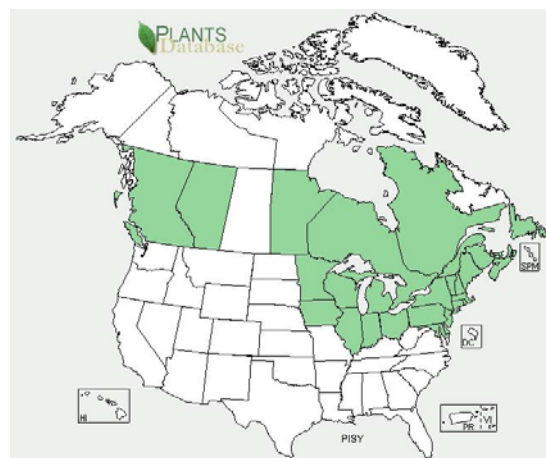 PLANTS
Database
SPM
DC
HI
PR
VI
PISY